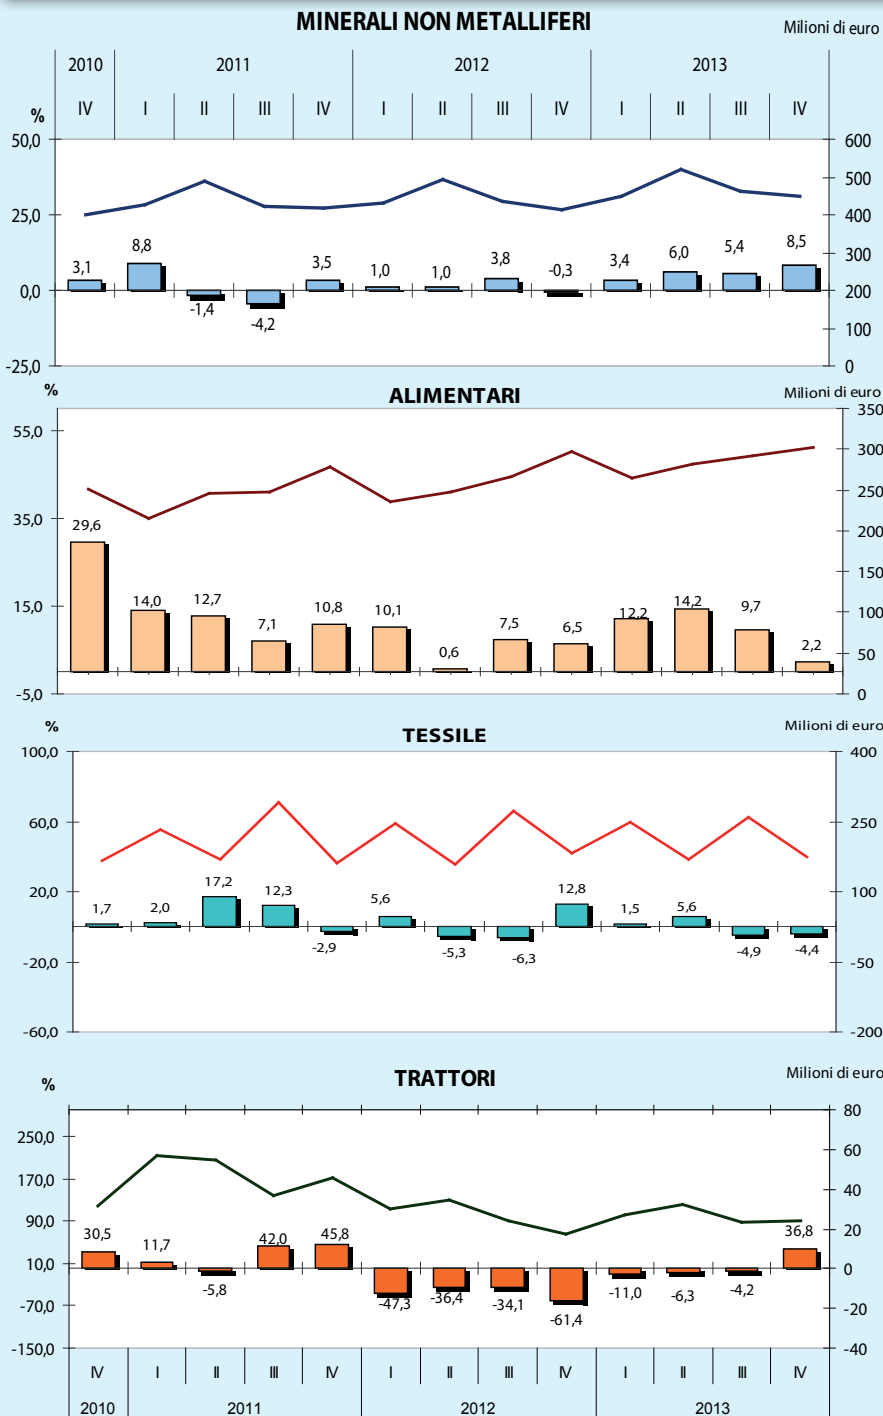 MINERALI NON METALLIFERI
Milioni di euro
2010 2011 2012 2013
IV I II III IV I II III IV I II III IV
%
50,0 600
500
25,0 400
300
0,0 200
100
-25,0 0
3,1 8,8 -1,4 -4,2 3,5 1,0 1,0 3,8 -0,3 3,4 6,0 5,4 8,5
% ALIMENTARI Milioni di euro
350
55,0
300
250
35,0
200
150
15,0
100
50
-5,0 0
29,6 14,0 12,7 7,1 10,8 10,1 0,6 7,5 6,5 12,2 14,2 9,7 2,2
% TESSILE Milioni di euro
100,0 400
60,0 250
20,0 100
-20,0 -50
-60,0 -200
1,7 2,0 17,2 12,3 -2,9 5,6 -5,3 -6,3 12,8 1,5 5,6 -4,9 -4,4
% TRATTORI Milioni di euro
80
250,0
60
170,0
40
90,0
20
10,0 0
-70,0
-20
-150,0 -40
30,5 11,7 -5,8 42,0 45,8 -47,3 -36,4 -34,1 -61,4 -11,0 -6,3 -4,2 36,8
IV I II III IV I II III IV I II III IV
2010 2011 2012 2013